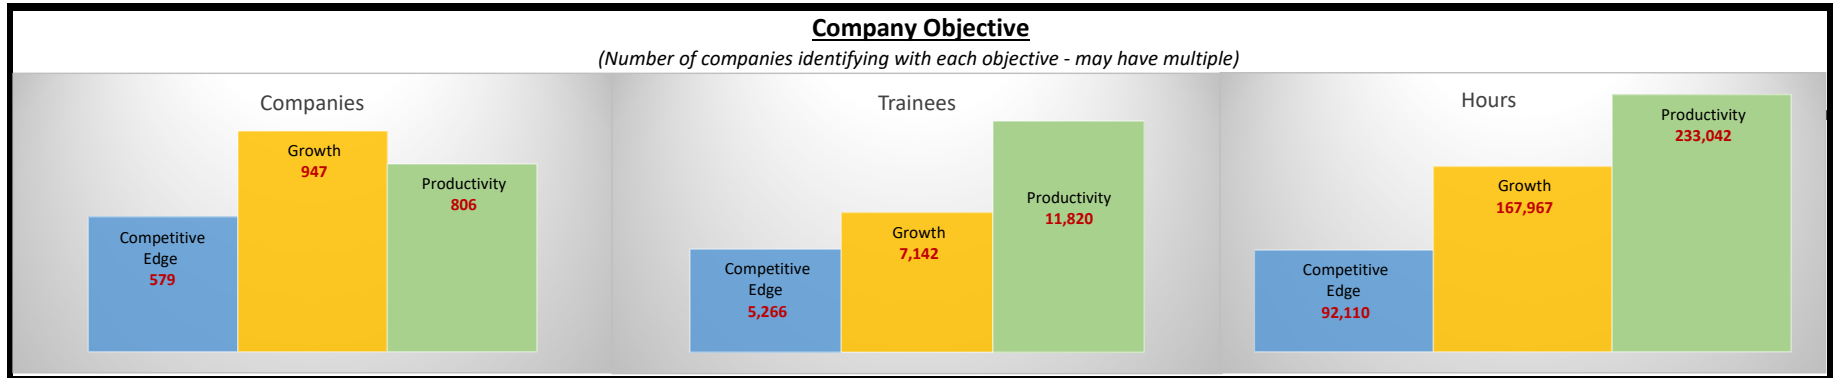 Company Objective
(Number of companies identifying with each objective - may have multiple)
Companies
Growth
947
Productivity
806
Competitive
Edge
579
Trainees
Productivity
11,820
Growth
7,142
Competitive
Edge
5,266
Hours
Productivity
233,042
Growth
167,967
Competitive
Edge
92,110